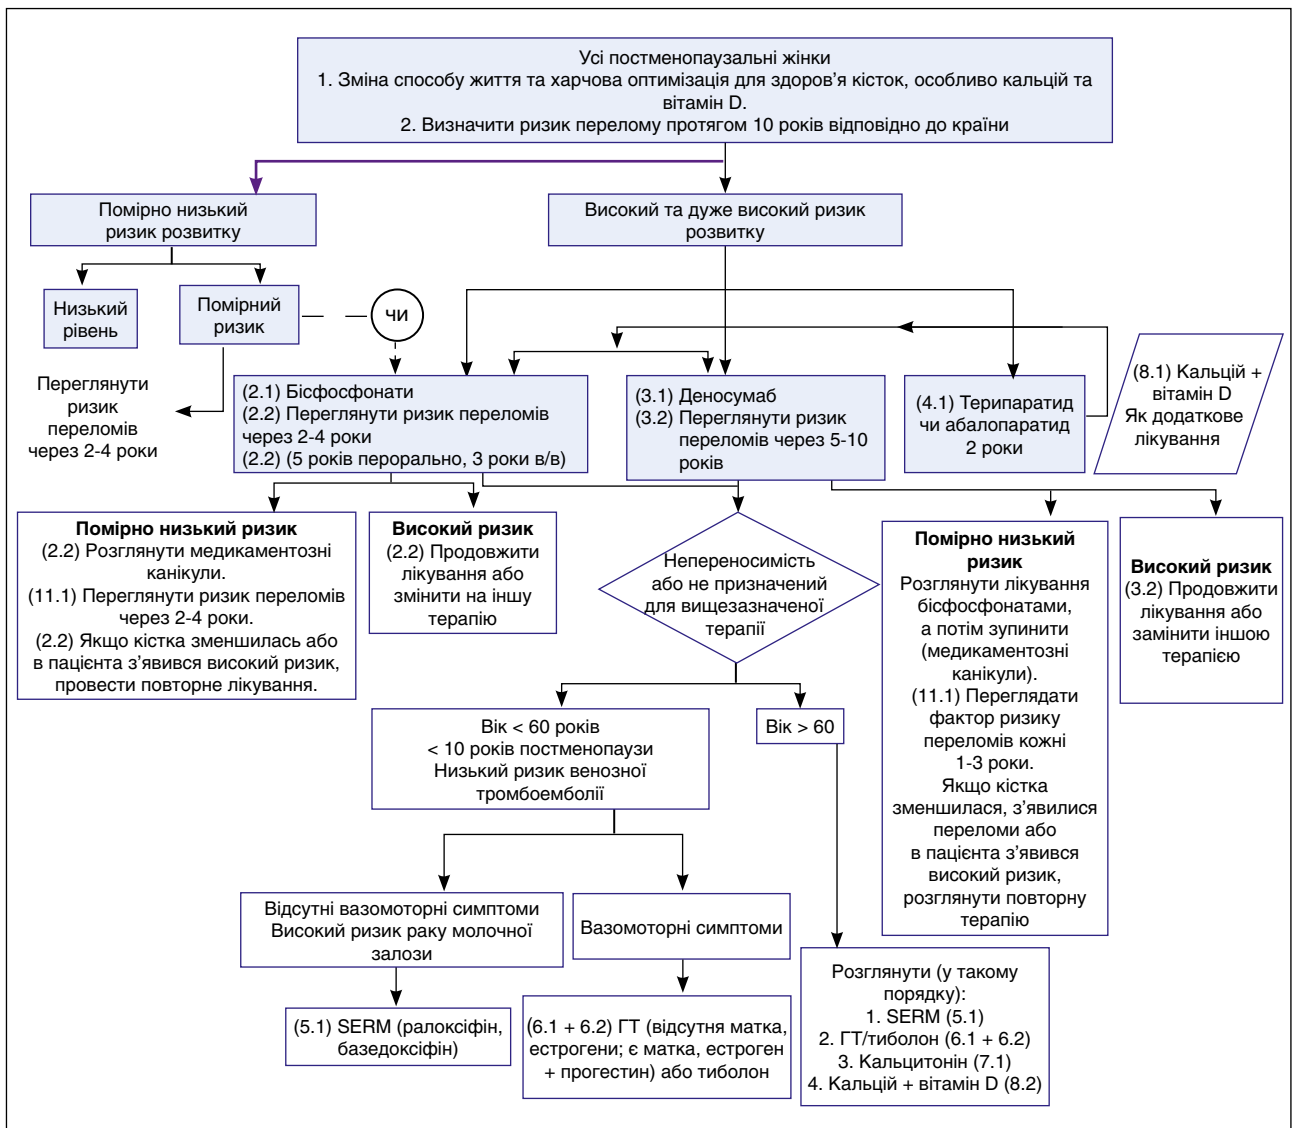 Усі постменопаузальні жінки
1. Зміна способу життя та харчова оптимізація для здоров'я кісток, особливо кальцій та
вітамін D.
2. Визначити ризик перелому протягом 10 років відповідно до країни
Помірно низький
ризик розвитку
Високий та дуже високий ризик
розвитку
Низький
рівень
Помірний
ризик
ЧИ
Переглянути
ризик
переломів
через 2-4 роки
(2.1) Бісфосфонати
(2.2) Переглянути ризик переломів
через 2-4 роки
(2.2) (5 років перорально, 3 роки в/в)
(3.1) Деносумаб
(3.2) Переглянути ризик
переломів через 5-10
років
(4.1) Терипаратид
чи абалопаратид
2 роки
(8.1) Кальцій +
вітамін D
Як додаткове
лікування
Помірно низький ризик
(2.2) Розглянути медикаментозні
канікули.
(11.1) Переглянути ризик переломів
через 2-4 роки.
(2.2) Якщо кістка зменшилась або
в пацієнта з'явився високий ризик,
провести повторне лікування.
Високий ризик
(2.2) Продовжити
лікування або
змінити на іншу
терапію
Непереносимість
або не призначений
для вищезазначеної
терапії
Помірно низький
ризик
Розглянути лікування
бісфосфонатами,
а потім зупинити
(медикаментозні
канікули).
(11.1) Переглядати
фактор ризику
переломів кожні
1-3 роки.
Якщо кістка
зменшилася, з'явилися
переломи або
в пацієнта з'явився
високий ризик,
розглянути повторну
терапію
Високий ризик
(3.2) Продовжити
лікування або
замінити іншою
терапією
Вік < 60 років
< 10 років постменопаузи
Низький ризик венозної
тромбоемболії
Вік > 60
Відсутні вазомоторні симптоми
Високий ризик раку молочної
залози
Вазомоторні симптоми
(5.1) SERM (ралоксіфін,
базедоксіфін)
(6.1 + 6.2) ГТ (відсутня матка,
естрогени; є матка, естроген
+ прогестин) або тиболон
Розглянути (у такому
порядку):
1. SERM (5.1)
2. ГТ/тиболон (6.1 + 6.2)
3. Кальцитонін (7.1)
4. Кальцій + вітамін D (8.2)